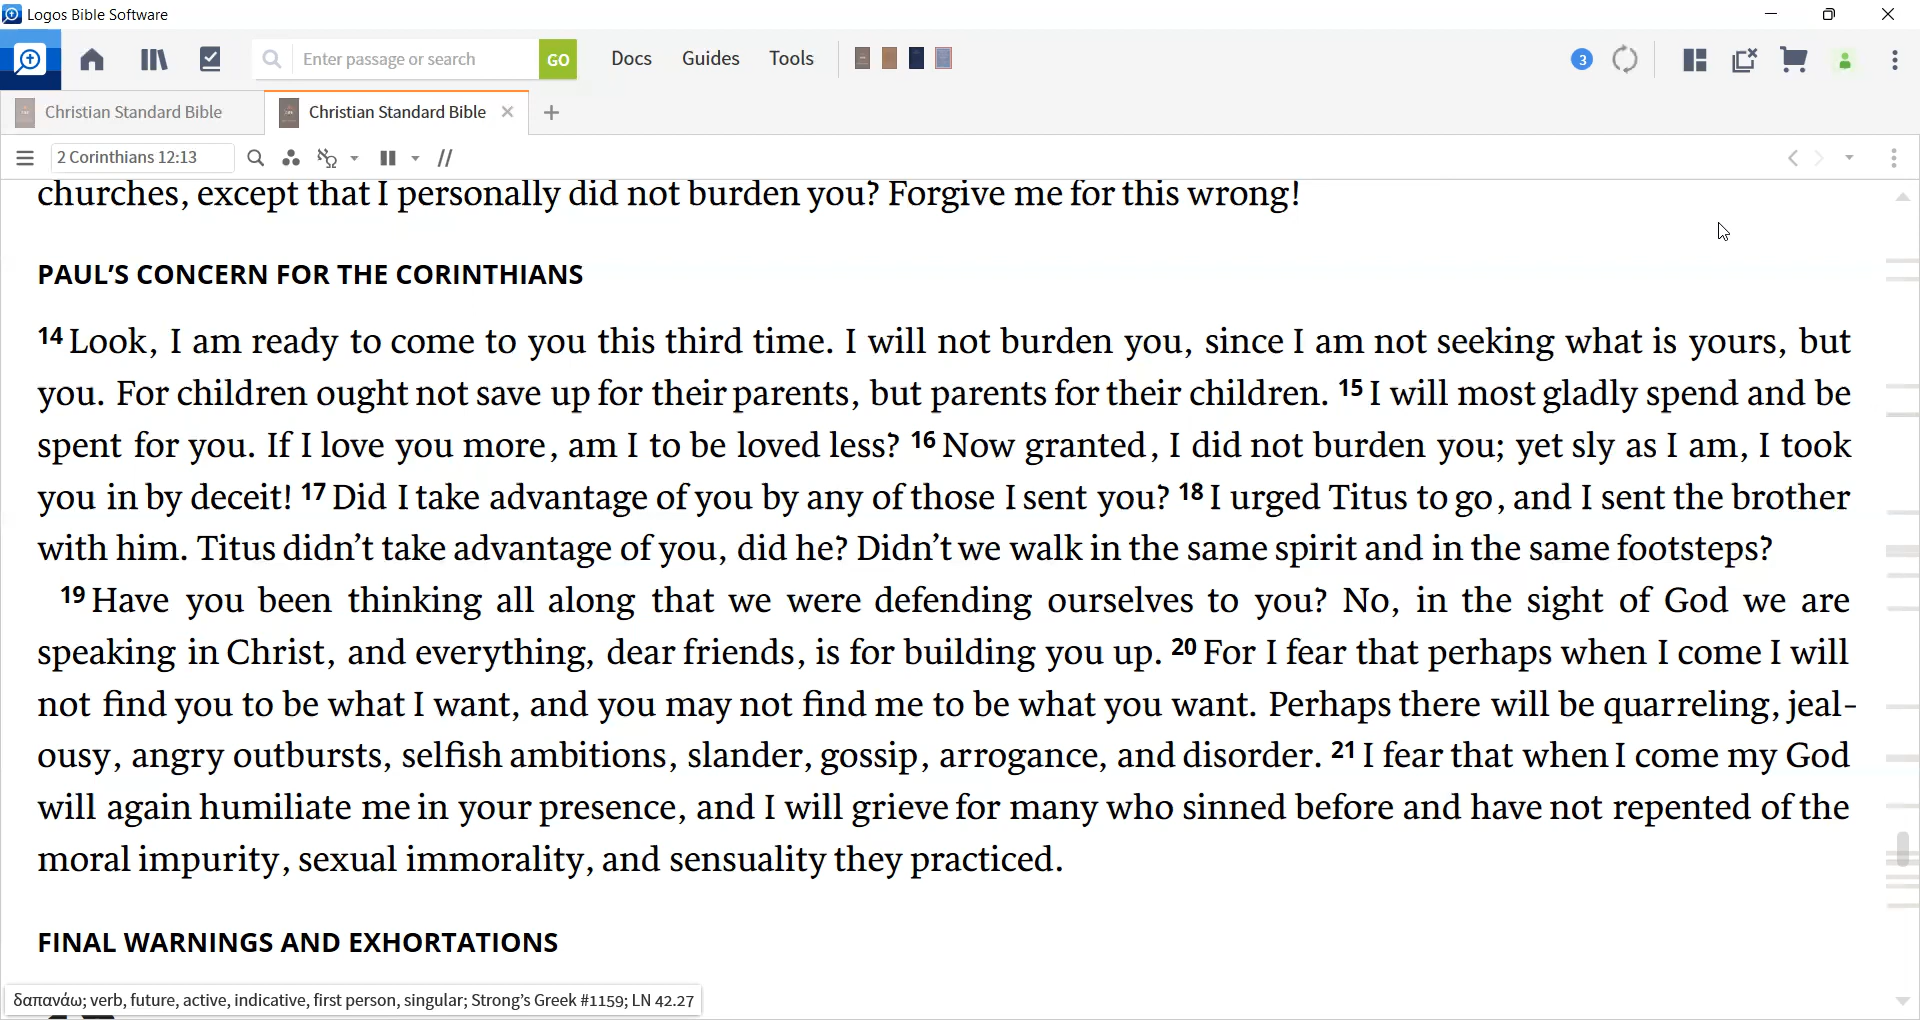 Logos Bible Software
Enter passage or search GO Docs Guides Tools 3
Christian Standard Bible Christian Standard Bible
2 Corinthians 12:13
churches, except that I personally did not burden you? Forgive me for this wrong!
PAUL’S CONCERN FOR THE CORINTHIANS
14 Look, I am ready to come to you this third time. I will not burden you, since I am not seeking what is yours, but
you. For children ought not save up for their parents, but parents for their children. 15 I will most gladly spend and be
spent for you. If I love you more, am I to be loved less? 16 Now granted, I did not burden you; yet sly as I am, I took
you in by deceit! 17 Did I take advantage of you by any of those I sent you? 18 I urged Titus to go, and I sent the brother
with him. Titus didn’t take advantage of you, did he? Didn’t we walk in the same spirit and in the same footsteps?
19 Have you been thinking all along that we were defending ourselves to you? No, in the sight of God we are
speaking in Christ, and everything, dear friends, is for building you up. 20 For I fear that perhaps when I come I will
not find you to be what I want, and you may not find me to be what you want. Perhaps there will be quarreling, jeal-
ousy, angry outbursts, selfish ambitions, slander, gossip, arrogance, and disorder. 21 I fear that when I come my God
will again humiliate me in your presence, and I will grieve for many who sinned before and have not repented of the
moral impurity, sexual immorality, and sensuality they practiced.
FINAL WARNINGS AND EXHORTATIONS
δαπανάω; verb, future, active, indicative, first person, singular; Strong’s Greek #1159; LN 42.27